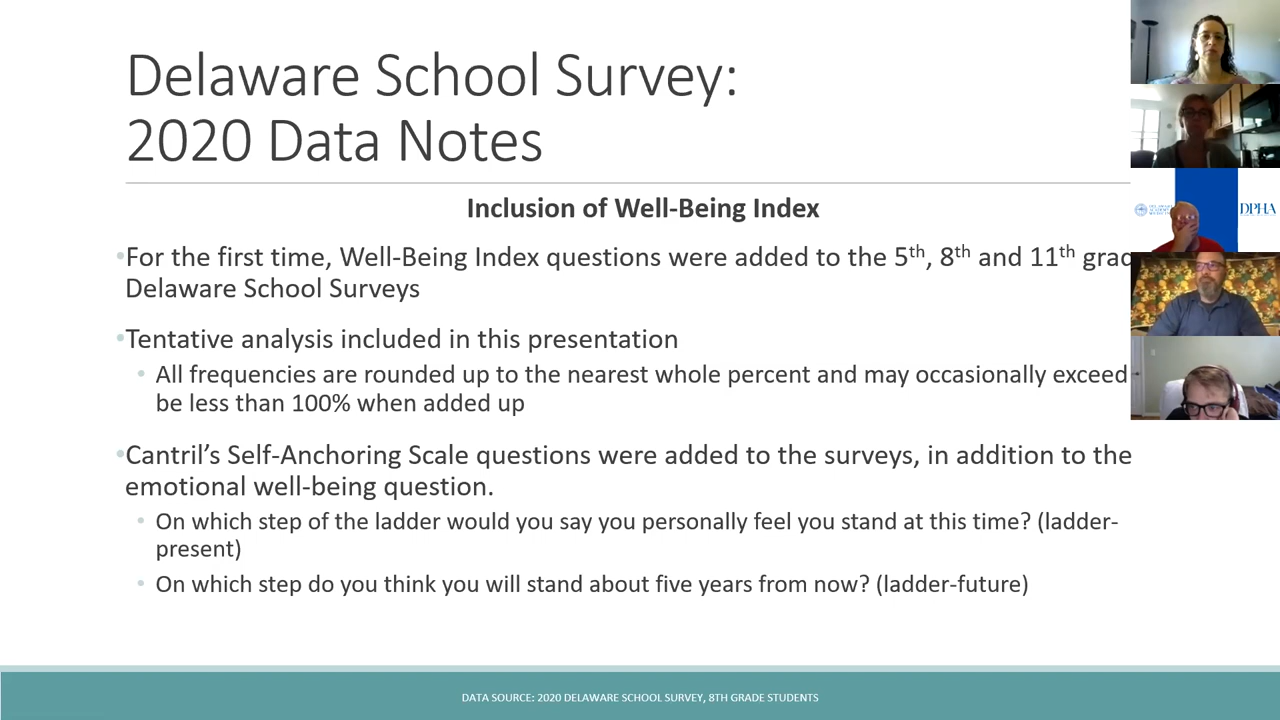 Delaware School Survey:
2020 Data Notes
Inclusion of Well-Being Index
•For the first time, Well-Being Index questions were added to the 5th, 8th and 11th grad
Delaware School Surveys
•Tentative analysis included in this presentation
• All frequencies are rounded up to the nearest whole percent and may occasionally exceed
be less than 100% when added up
•Cantril’s Self-Anchoring Scale questions were added to the surveys, in addition to the
emotional well-being question.
• On which step of the ladder would you say you personally feel you stand at this time? (ladder-
present)
• On which step do you think you will stand about five years from now? (ladder-future)
DATA SOURCE: 2020 DELAWARE SCHOOL SURVEY, 8TH GRADE STUDENTS
DPHA